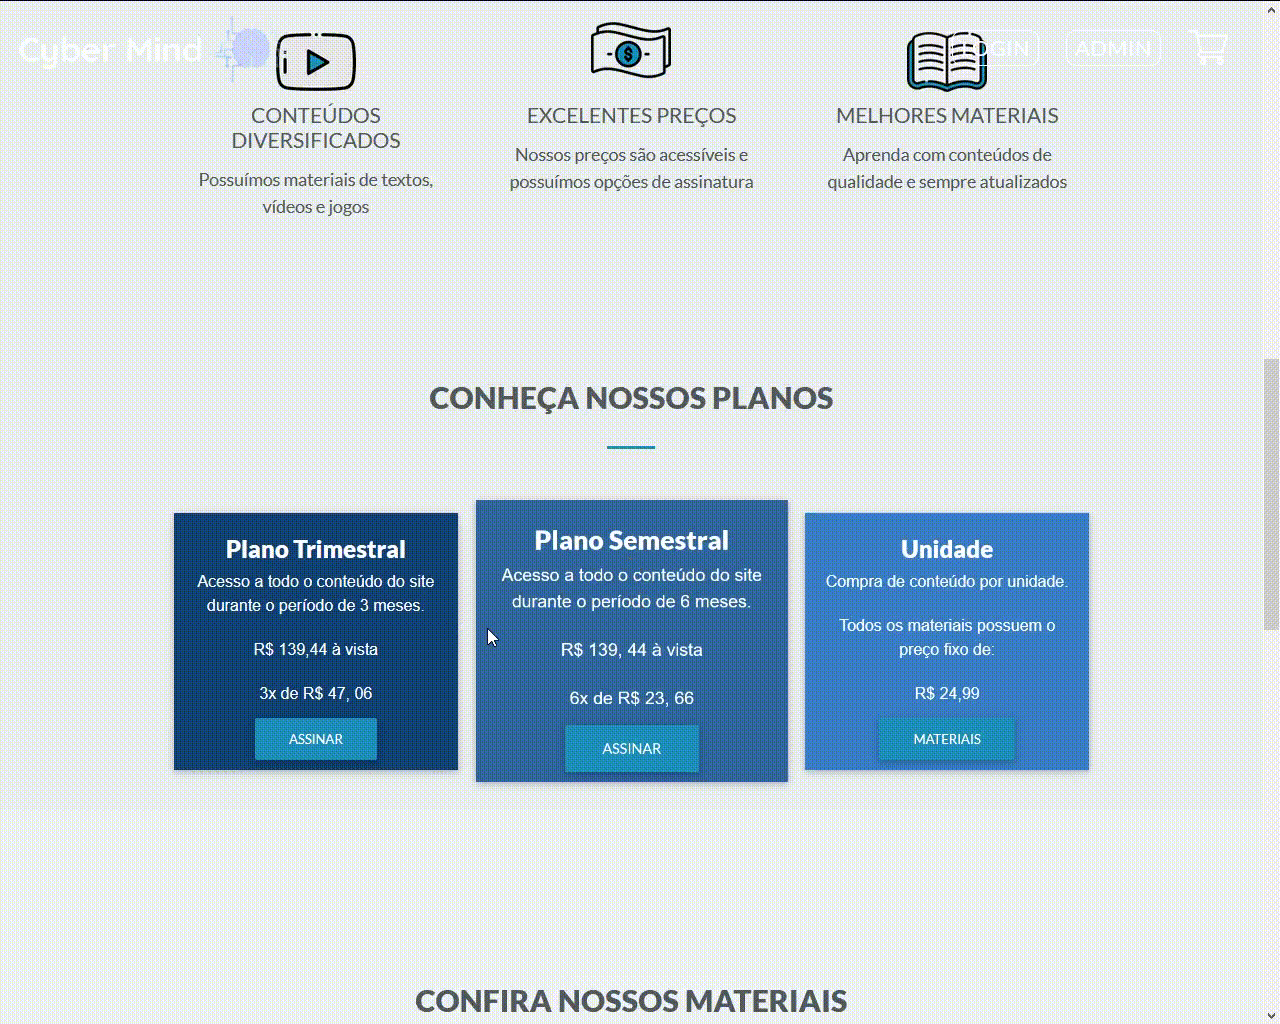 Cyber Mind
LOGIN
ADMIN
CONTEÚDOS
DIVERSIFICADOS
Possuímos materiais de textos,
vídeos e jogos
EXCELENTES PREÇOS
Nossos preços são acessíveis e
possuímos opções de assinatura
MELHORES MATERIAIS
Aprenda com conteúdos de
qualidade e sempre atualizados
CONHEÇA NOSSOS PLANOS
Plano Trimestral
Acesso a todo o conteúdo do site
durante o período de 3 meses.
R$ 139,44 à vista
3x de R$ 47, 06
ASSINAR
Plano Semestral
Acesso a todo o conteúdo do site
durante o período de 6 meses.
R$ 139, 44 à vista
6x de R$ 23, 66
ASSINAR
Unidade
Compra de conteúdo por unidade.
Todos os materiais possuem o
preço fixo de:
R$ 24,99
MATERIAIS
CONFIRA NOSSOS MATERIAIS